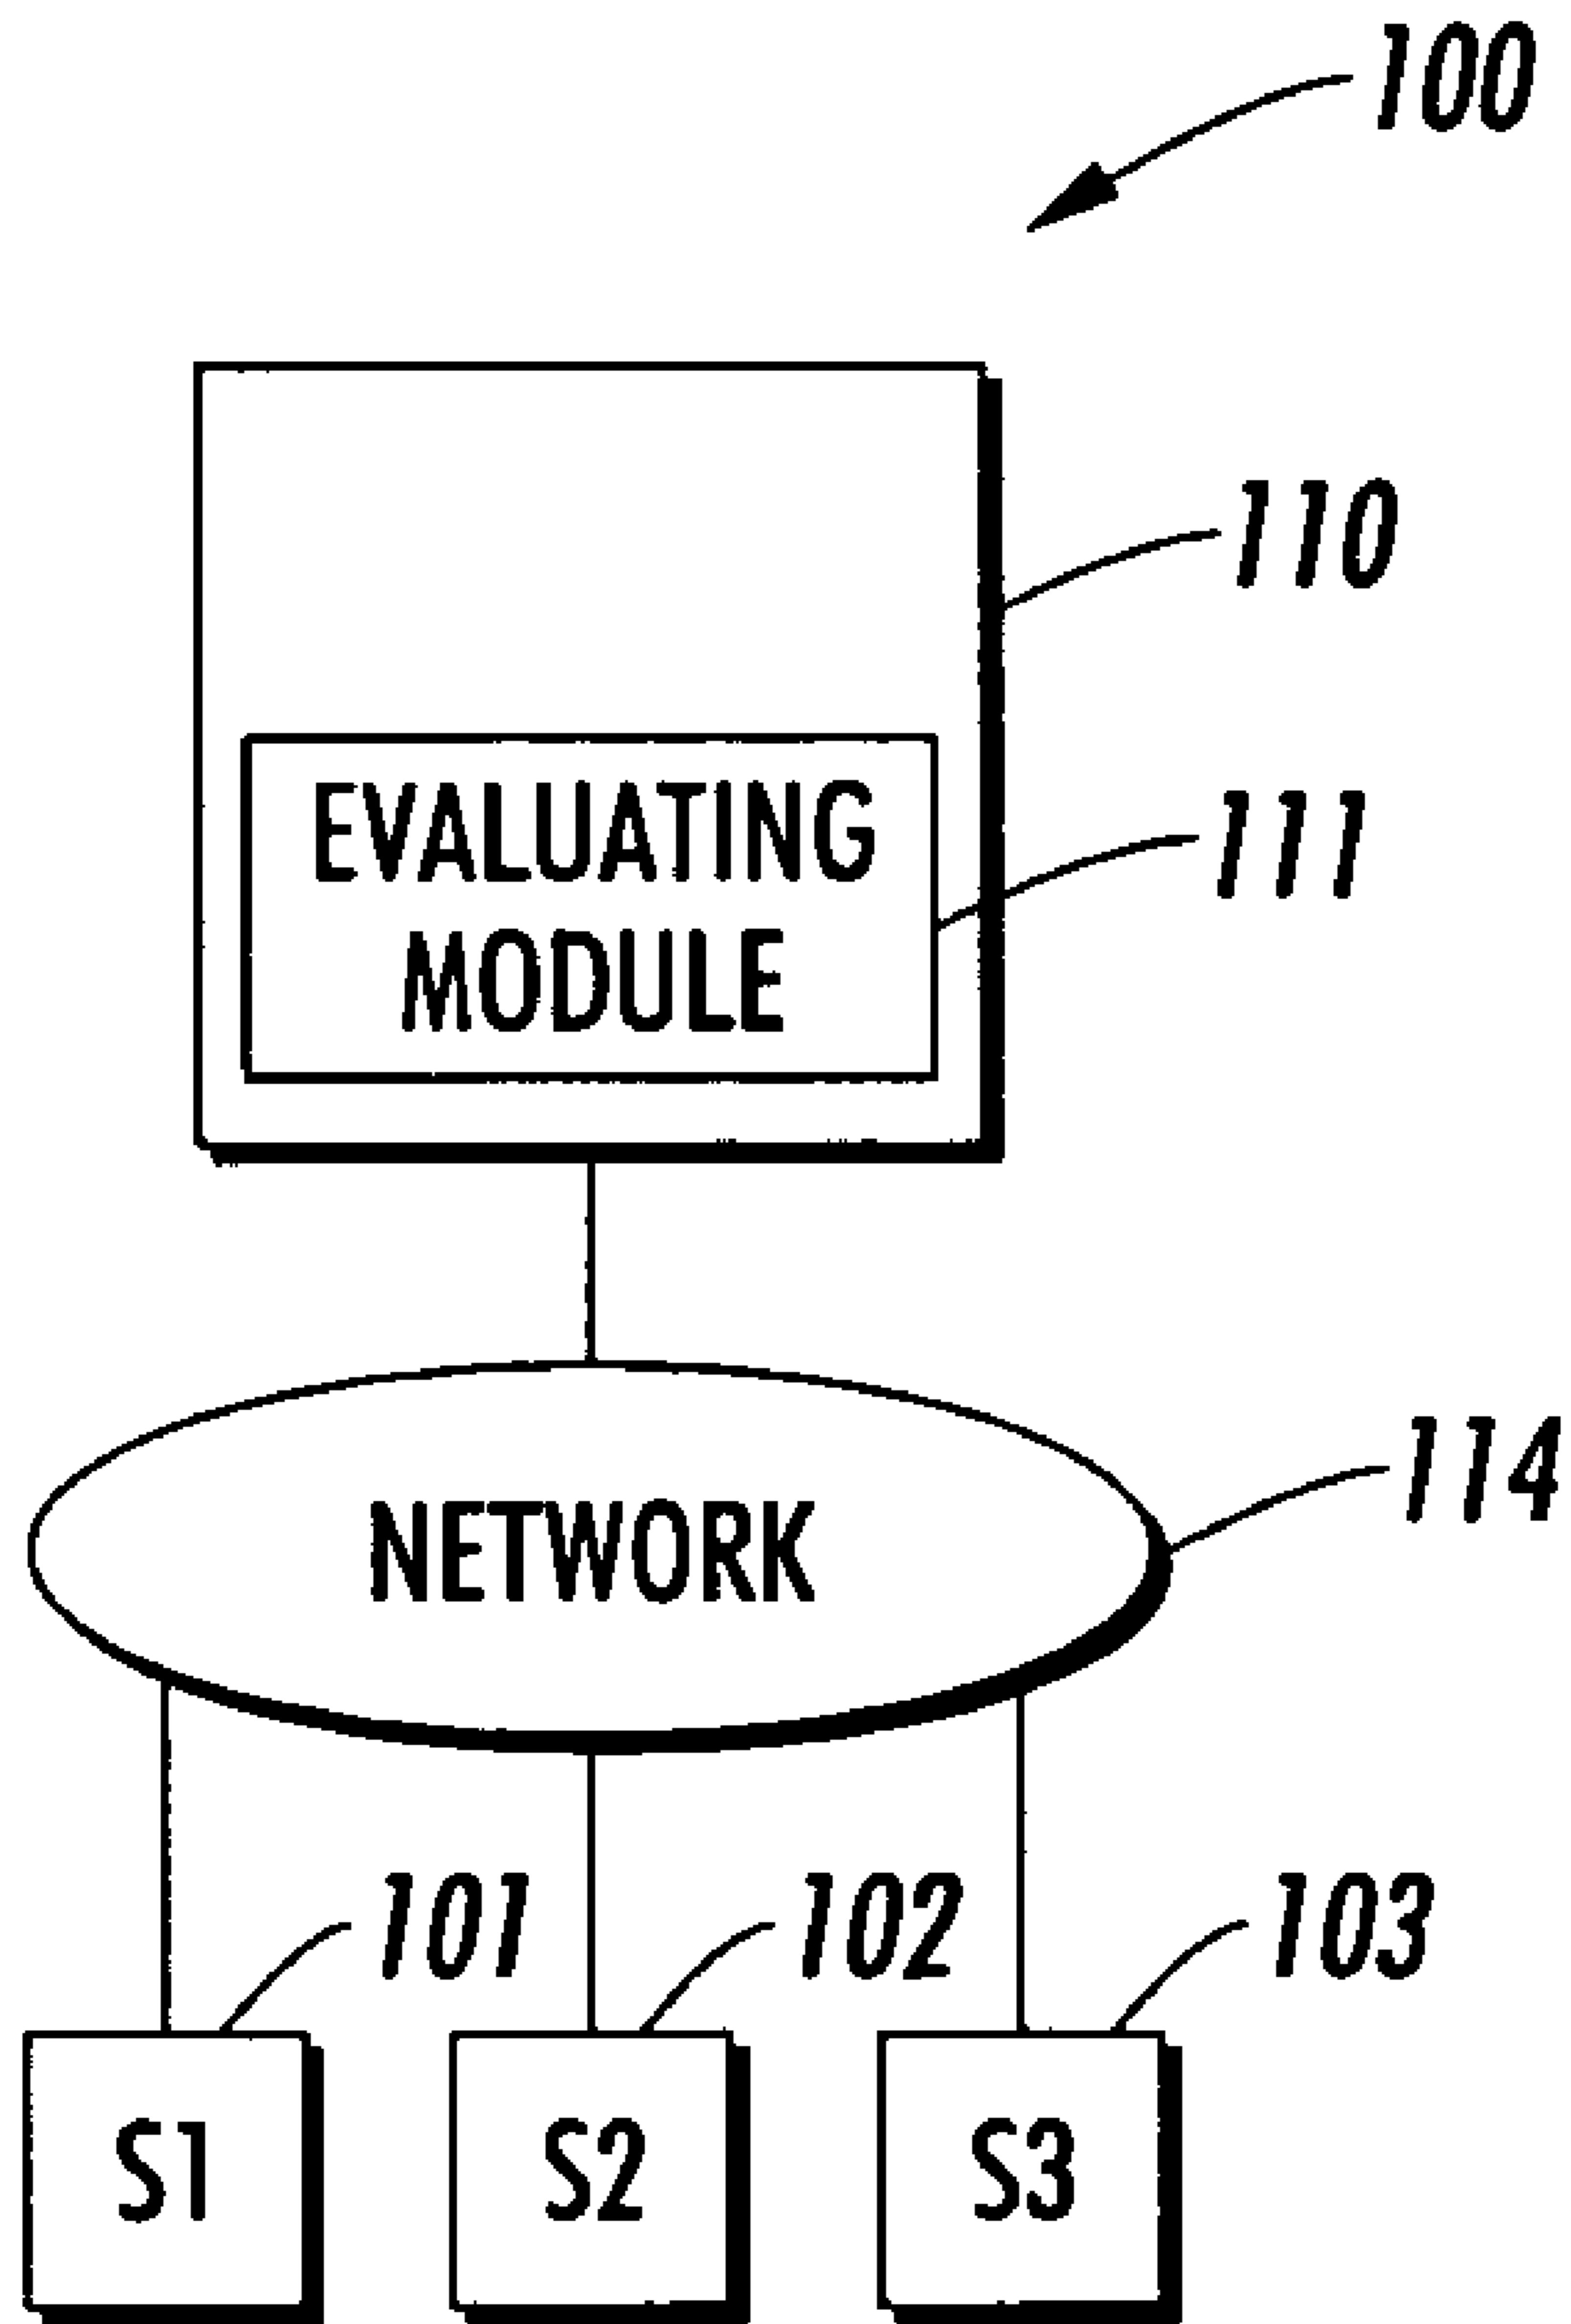 100
110
EVALUATING
MODULE
111
NETWORK
114
101
102
103
S1
S2
S3